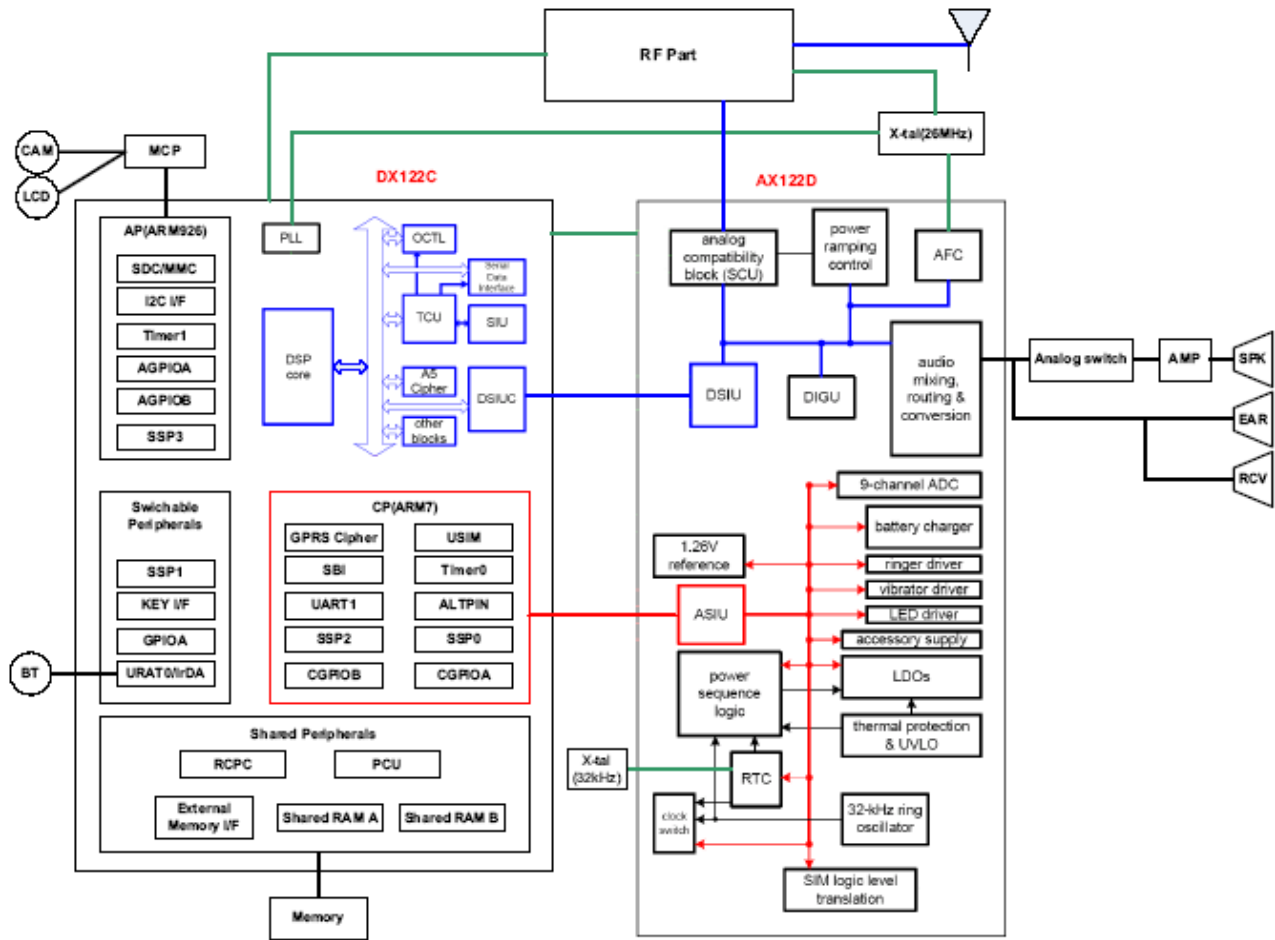 RF Part
X-tal(26MHz)
CAM
MCP
LCD
DX122C
AX122D
AP(ARM926)
SDC/MMC
I2C I/F
Timer1
AGPIOA
AGPIOB
SSP3
PLL
OCTL
Serial
Data
Interface
TCU
SIU
DSP
core
A5
Cipher
DSIUC
other
blocks
analog
compatibility
block (SCU)
power
ramping
control
AFC
DSIU
DIGU
audio
mixing,
routing &
conversion
Analog switch
AMP
SPK
EAR
RCV
Swichable
Peripherals
SSP1
KEY I/F
GPIOA
URAT0/IrDA
BT
CP(ARM7)
GPRS Cipher
USIM
SBI
Timer0
UART1
ALTPIN
SSP2
SSP0
CGPIOB
CGPIOA
Shared Peripherals
RCPC
PCU
External
Memory I/F
Shared RAM A
Shared RAM B
Memory
9-channel ADC
battery charger
1.26V
reference
ringer driver
vibrator driver
LED driver
accessory supply
ASIU
power
sequence
logic
LDOs
thermal protection
& UVLO
X-tal
(32kHz)
RTC
clock
switch
32-kHz ring
oscillator
SIM logic level
translation